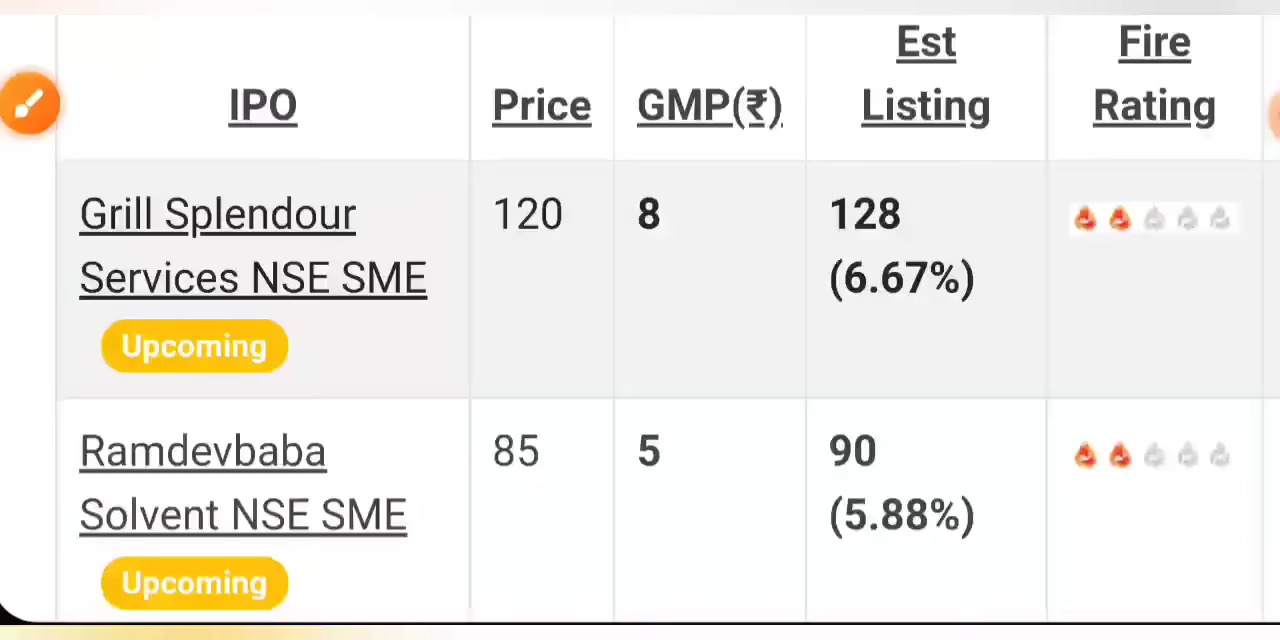 IPO Price GMP(₹) Est Listing Fire Rating
Grill Splendour 120 8 128
Services NSE SME (6.67%)
Upcoming
Ramdevbaba 85 5 90
Solvent NSE SME (5.88%)
Upcoming